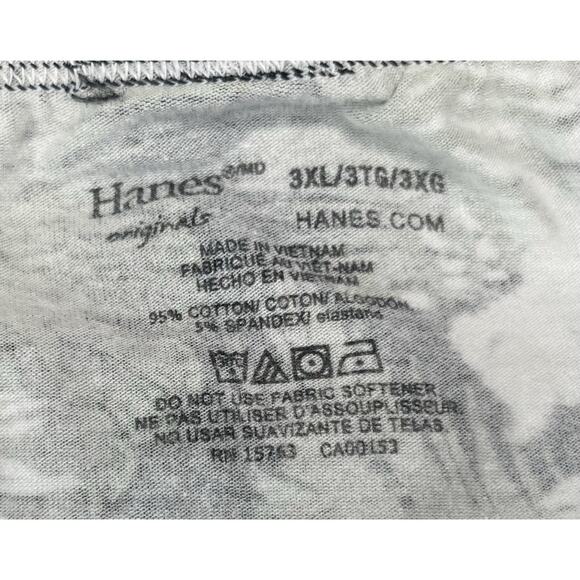 Hanes®/MD
originals
3XL/3TG/3XG
HANES.COM
MADE IN VIETNAM
FABRIQUÉ AU VIET-NAM
HECHO EN VIETNAM
95% COTTON/ COTON/ ALGODON
5% SPANDEX/ elastano
DO NOT USE FABRIC SOFTENER
NE PAS UTILISER D'ASSOUPLISSEUR.
NO USAR SUAVIZANTE DE TELAS.
RN 15763 CA00153